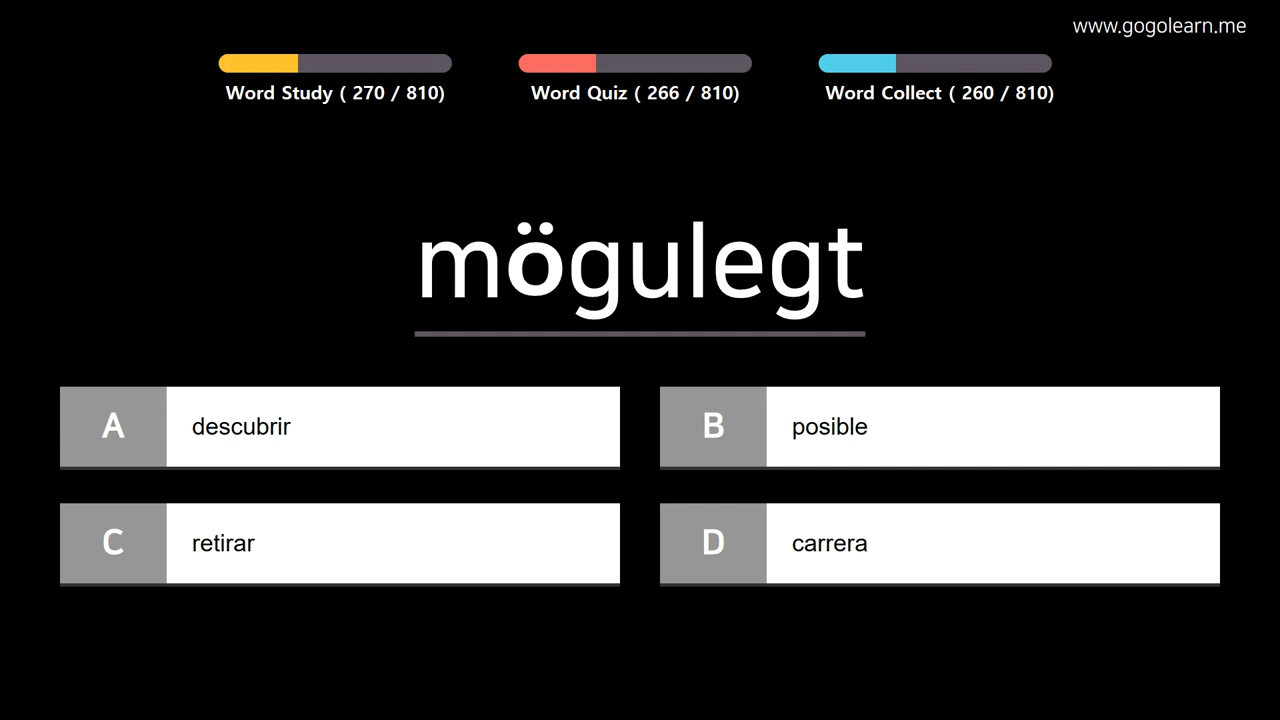 www.gogolearn.me
Word Study ( 270 / 810)
Word Quiz ( 266 / 810)
Word Collect ( 260 / 810)
mögulegt
A
descubrir
B
posible
C
retirar
D
carrera